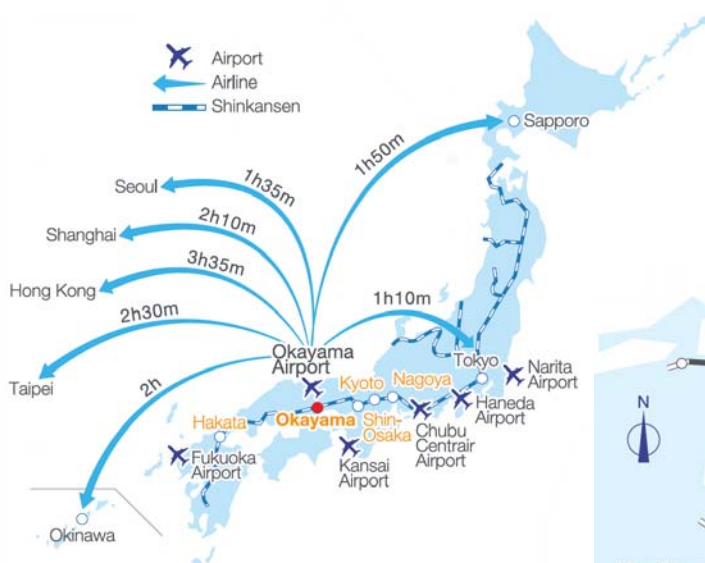 Airport
Airline
Shinkansen
Sapporo
1h50m
Seoul
1h35m
Shanghai
2h10m
Hong Kong
3h35m
Taipei
2h30m
2h
Okinawa
1h10m
Okayama
Airport
Tokyo
Narita
Airport
Haneda
Airport
Kyoto
Nagoya
Hakata
Okayama
Shin-
Osaka
Chubu
Centrair
Airport
Fukuoka
Airport
Kansai
Airport
N